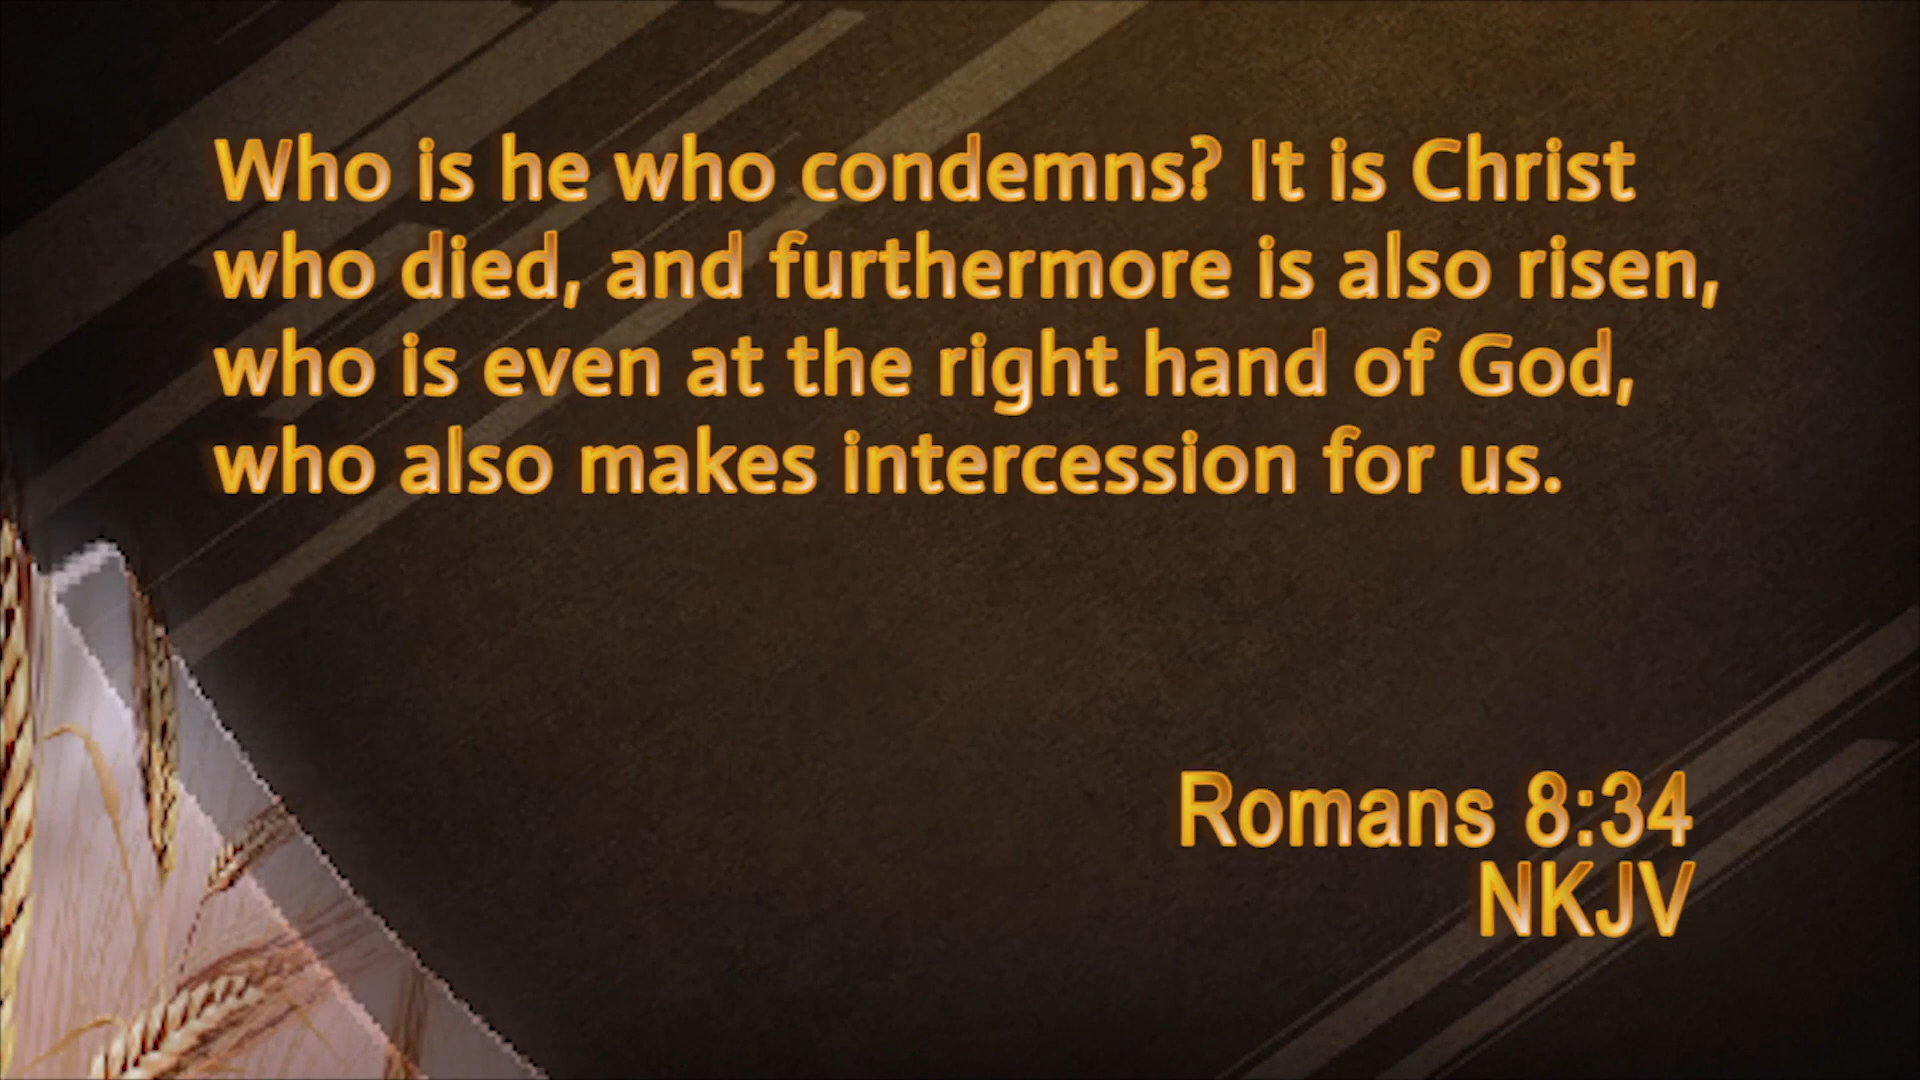 Who is he who condemns? It is Christ
who died, and furthermore is also risen,
who is even at the right hand of God,
who also makes intercession for us.
Romans 8:34
NKJV